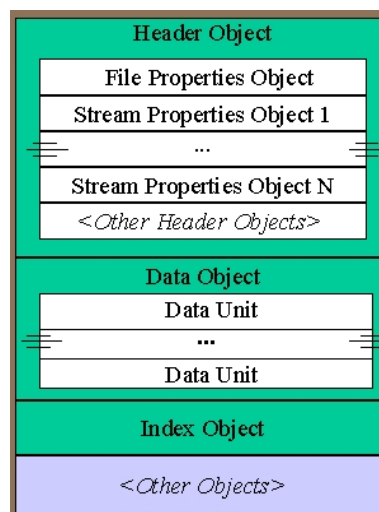 Header Object
File Properties Object
Stream Properties Object 1
...
Stream Properties Object N
<Other Header Objects>
Data Object
Data Unit
...
Data Unit
Index Object
<Other Objects>